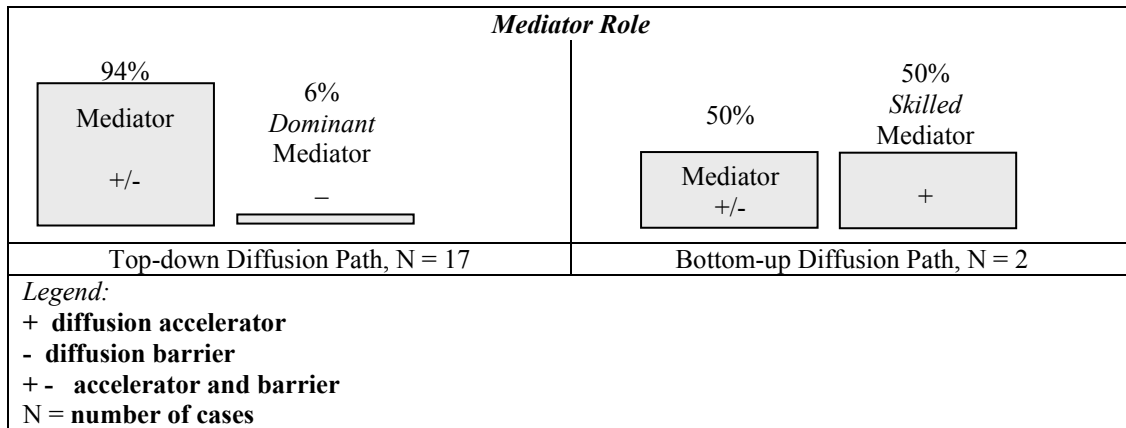 Mediator Role
94%
Mediator
+/-
6%
Dominant
Mediator
–
50%
Mediator
+/-
50%
Skilled
Mediator
+
Top-down Diffusion Path, N = 17
Bottom-up Diffusion Path, N = 2
Legend:
+ diffusion accelerator
- diffusion barrier
+ - accelerator and barrier
N = number of cases